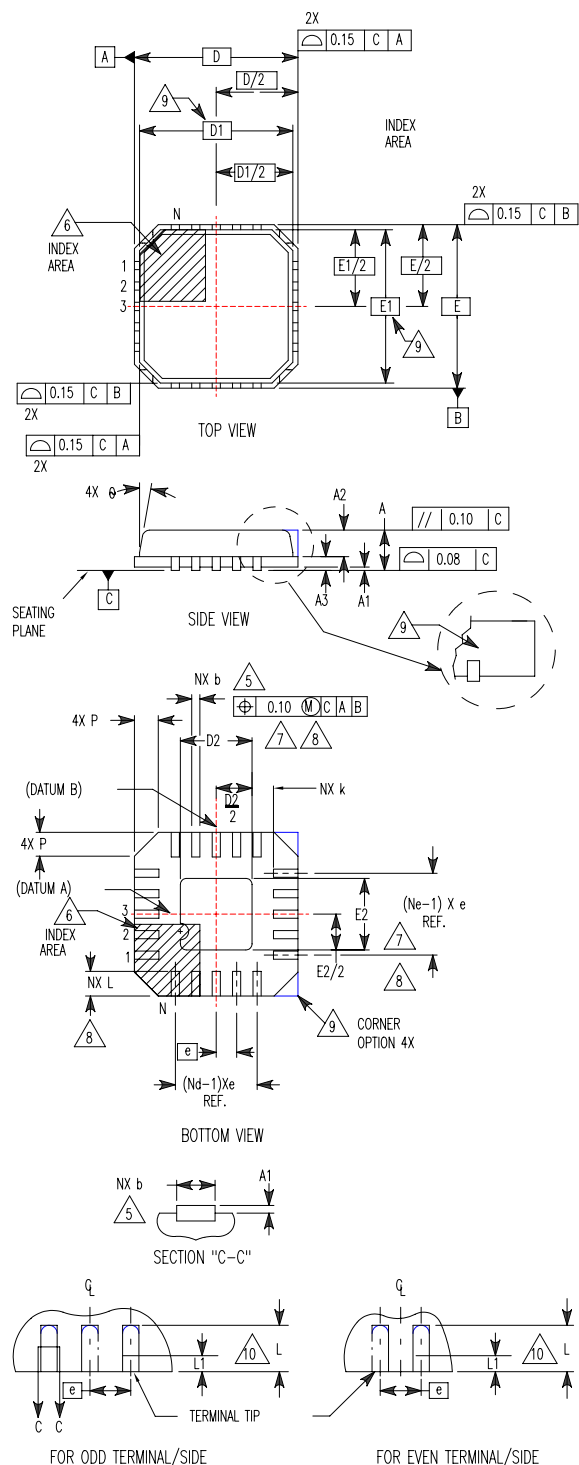 2X
A
D
0.15 C A
D/2
9
D1
INDEX
AREA
D1/2
2X
N
0.15 C B
6
INDEX
AREA
1
2
3
E1/2
E/2
E1
E
9
0.15 C B
2X
B
TOP VIEW
0.15 C A
2X
4X θ
A2
A
// 0.10 C
0.08 C
C
A3
A1
SEATING
PLANE
SIDE VIEW
9
NX b
5
0.10 M C A B
4X P
D2
7
8
(DATUM B)
D2
2
NX k
4X P
(DATUM A)
(Ne-1) X e
REF.
6
3
INDEX
AREA
2
1
E2
E2/2
7
8
NX L
8
N
9
CORNER
OPTION 4X
e
(Nd-1)Xe
REF.
BOTTOM VIEW
NX b
A1
5
SECTION "C-C"
CL
CL
10
L
L1
10
L
L1
e
e
C C
TERMINAL TIP
FOR ODD TERMINAL/SIDE
FOR EVEN TERMINAL/SIDE